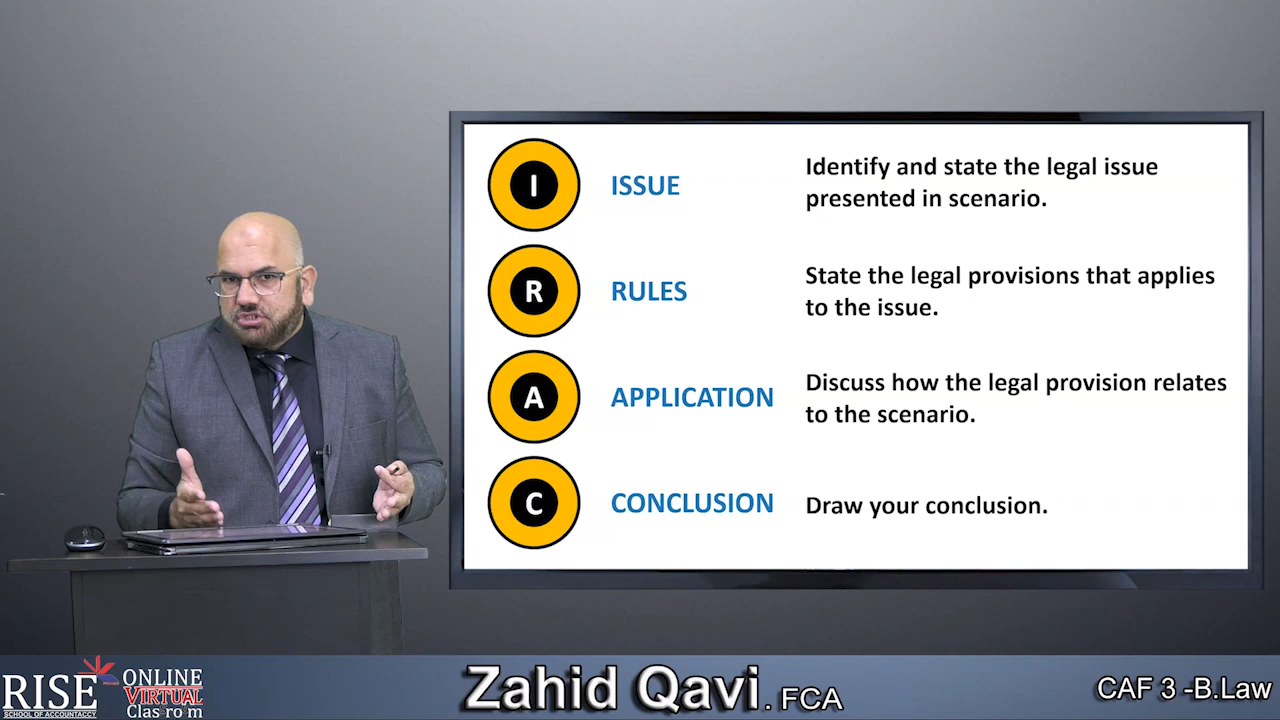 I
ISSUE
Identify and state the legal issue
presented in scenario.
R
RULES
State the legal provisions that applies
to the issue.
A
APPLICATION
Discuss how the legal provision relates
to the scenario.
C
CONCLUSION
Draw your conclusion.
RISE
SCHOOL OF ACCOUNTACCY
ONLINE
VIRTUAL
Clas ro m
Zahid Qavi. FCA
CAF 3 -B.Law